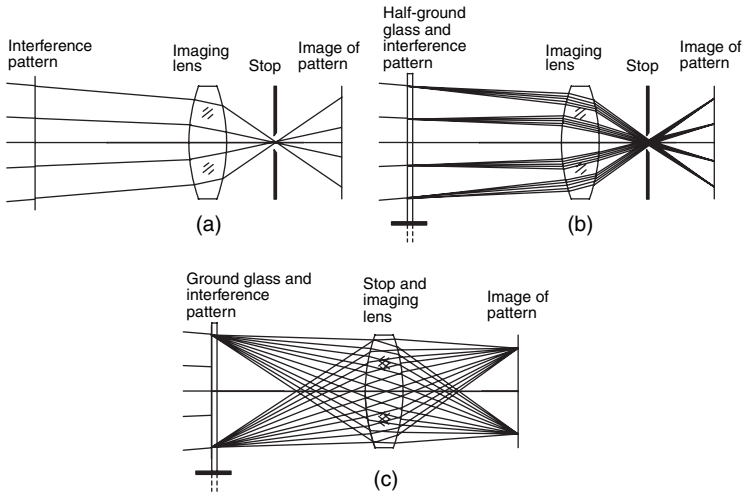 Interference
pattern
Imaging
lens
Stop
Image of
pattern
(a)
Half-ground
glass and
interference
pattern
Imaging
lens
Stop
Image of
pattern
(b)
Ground glass and
interference
pattern
Stop and
imaging
lens
Image of
pattern
(c)